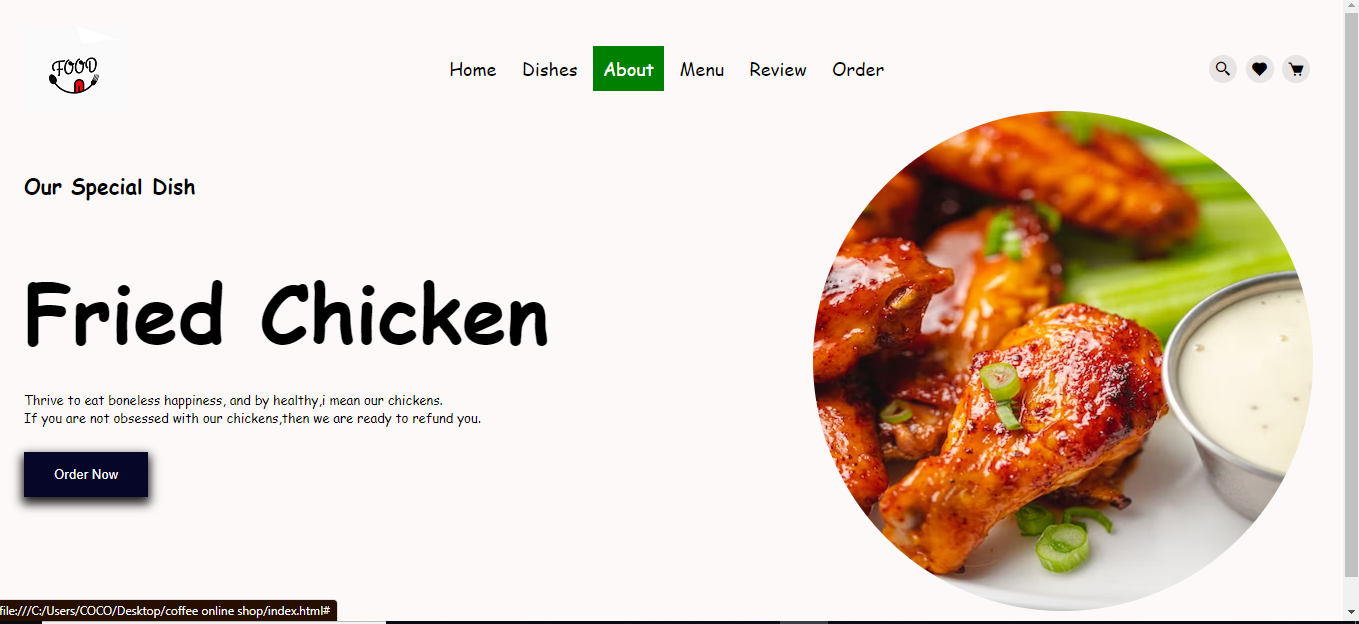 FOOD
Home Dishes About Menu Review Order
Our Special Dish
Fried Chicken
Thrive to eat boneless happiness, and by healthy,i mean our chickens.
If you are not obsessed with our chickens,then we are ready to refund you.
Order Now
file:///C:/Users/COCO/Desktop/coffee online shop/index.html#